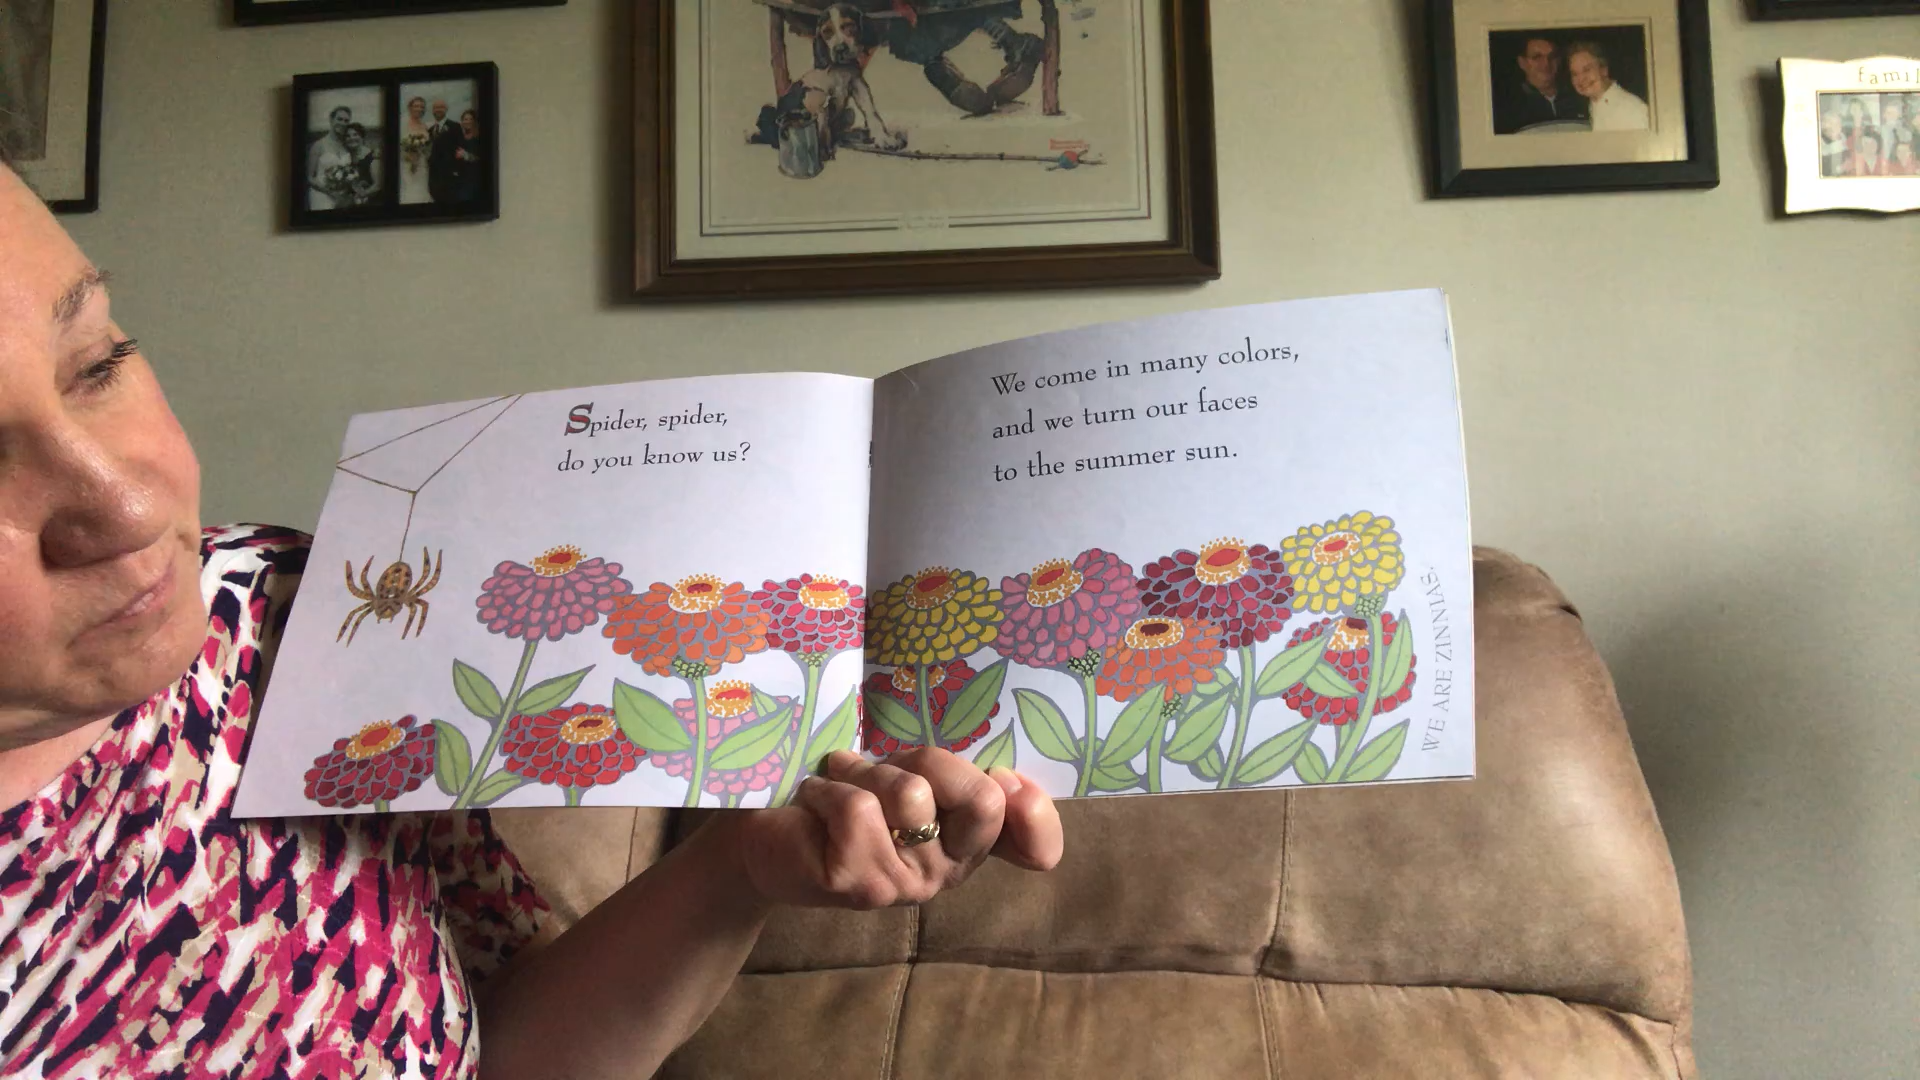 Spider, spider,
do you know us?
We come in many colors,
and we turn our faces
to the summer sun.
WE ARE ZINNIAS.